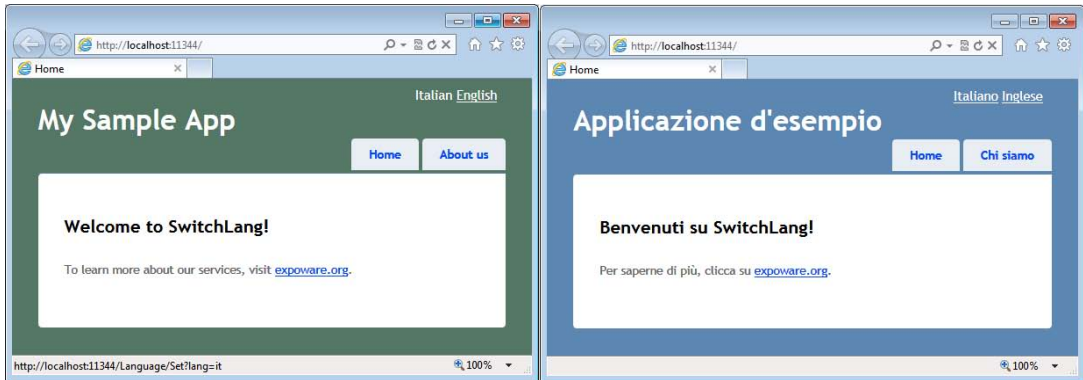 http://localhost:11344/
Home
Italian English
My Sample App
Home About us
Welcome to SwitchLang!
To learn more about our services, visit expoware.org.
http://localhost:11344/Language/Set?lang=it
100%
http://localhost:11344/
Home
Italiano Inglese
Applicazione d'esempio
Home Chi siamo
Benvenuti su SwitchLang!
Per saperne di più, clicca su expoware.org.
100%